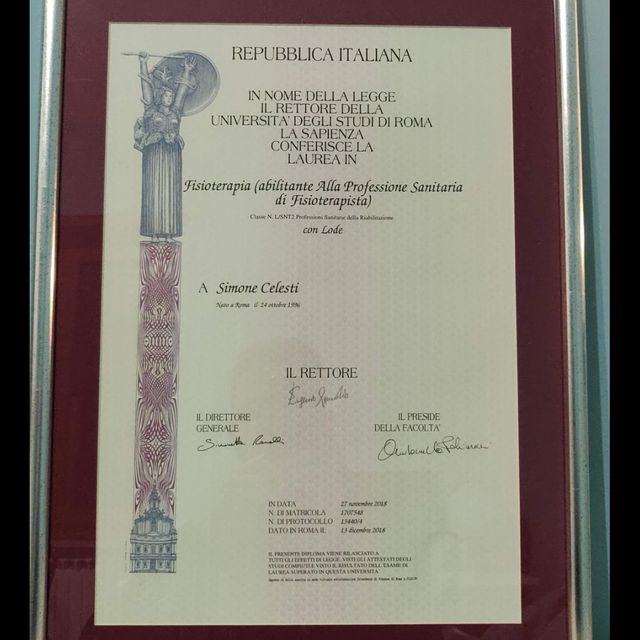 REPUBBLICA ITALIANA
IN NOME DELLA LEGGE
IL RETTORE DELLA
UNIVERSITA' DEGLI STUDI DI ROMA
LA SAPIENZA
CONFERISCE LA
LAUREA IN
Fisioterapia (abilitante Alla Professione Sanitaria
di Fisioterapista)
Classe N. L/SNT2 Professioni Sanitarie della Riabilitazione
con Lode
A Simone Celesti
Nato a Roma il 24 ottobre 1996
IL RETTORE
IL DIRETTORE
GENERALE
IL PRESIDE
DELLA FACOLTA'
IN DATA 27 novembre 2018
N. DI MATRICOLA 1707548
N. DI PROTOCOLLO 13440/4
DATO IN ROMA IL 13 dicembre 2018
IL PRESENTE DIPLOMA VIENE RILASCIATO A
TUTTI GLI EFFETTI DI LEGGE, VISTI GLI ATTESTATI DEGLI
STUDI COMPIUTI E VISTO IL RISULTATO DELL'ESAME DI
LAUREA SUPERATO IN QUESTA UNIVERSITA'